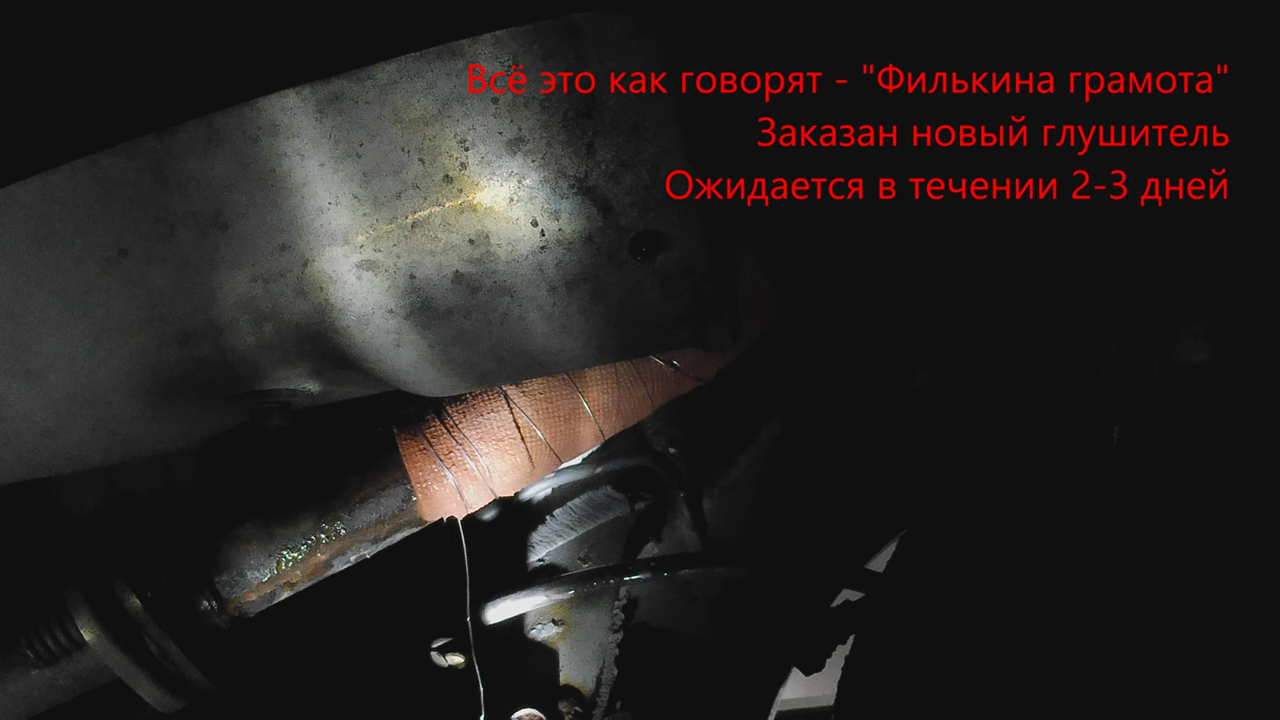 Всё это как говорят - "Филькина грамота"
Заказан новый глушитель
Ожидается в течении 2-3 дней